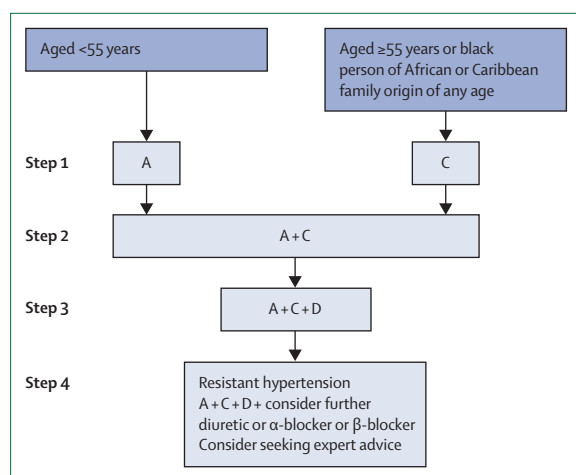 Aged <55 years
Aged ≥55 years or black
person of African or Caribbean
family origin of any age
Step 1
A
C
Step 2
A + C
Step 3
A + C + D
Step 4
Resistant hypertension
A + C + D + consider further
diuretic or α-blocker or β-blocker
Consider seeking expert advice